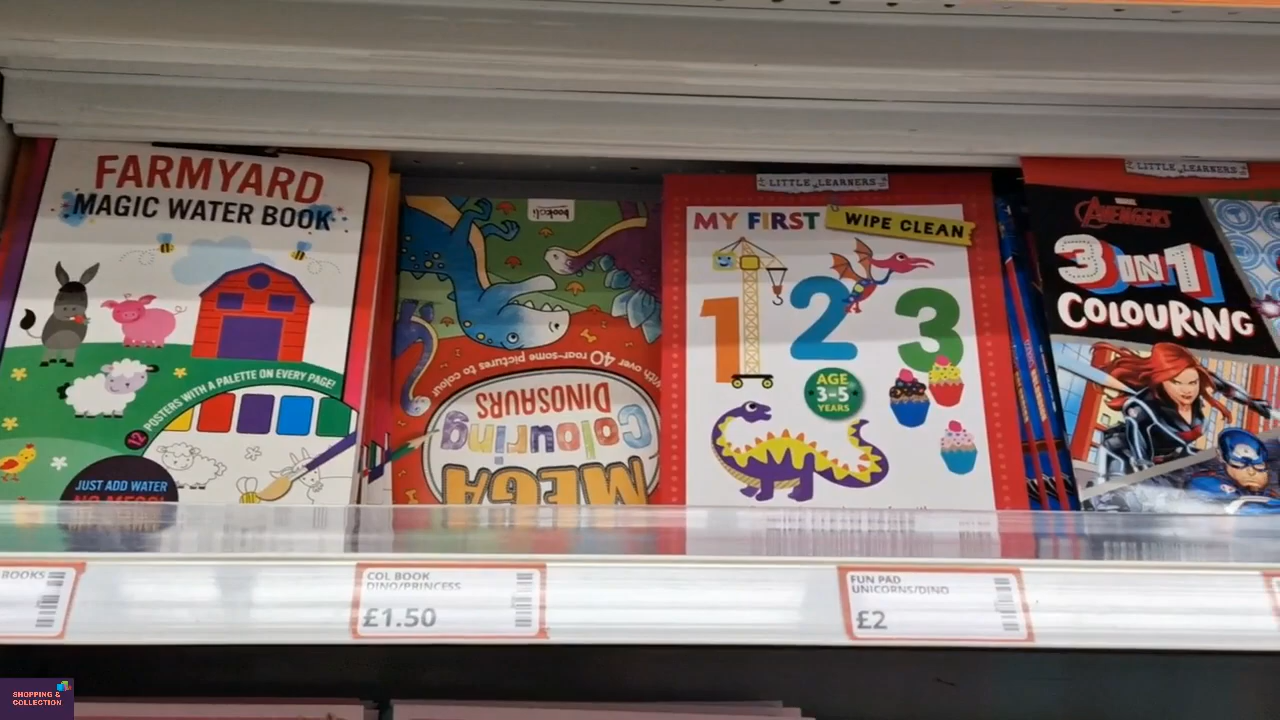 FARMYARD
MAGIC WATER BOOK
12 POSTERS WITH A PALETTE ON EVERY PAGE!
JUST ADD WATER
NO MESS!
bookoli
with over 40 roar-some pictures to colour
MEGA
Colouring
DINOSAURS
LITTLE LEARNERS
MY FIRST WIPE CLEAN
1 2 3
AGE
3-5
YEARS
LITTLE LEARNERS
MARVEL
AVENGERS
3 IN 1
COLOURING
BOOKS
COL BOOK
DINO/PRINCESS
£1.50
FUN PAD
UNICORNS/DINO
£2
SHOPPING &
COLLECTION